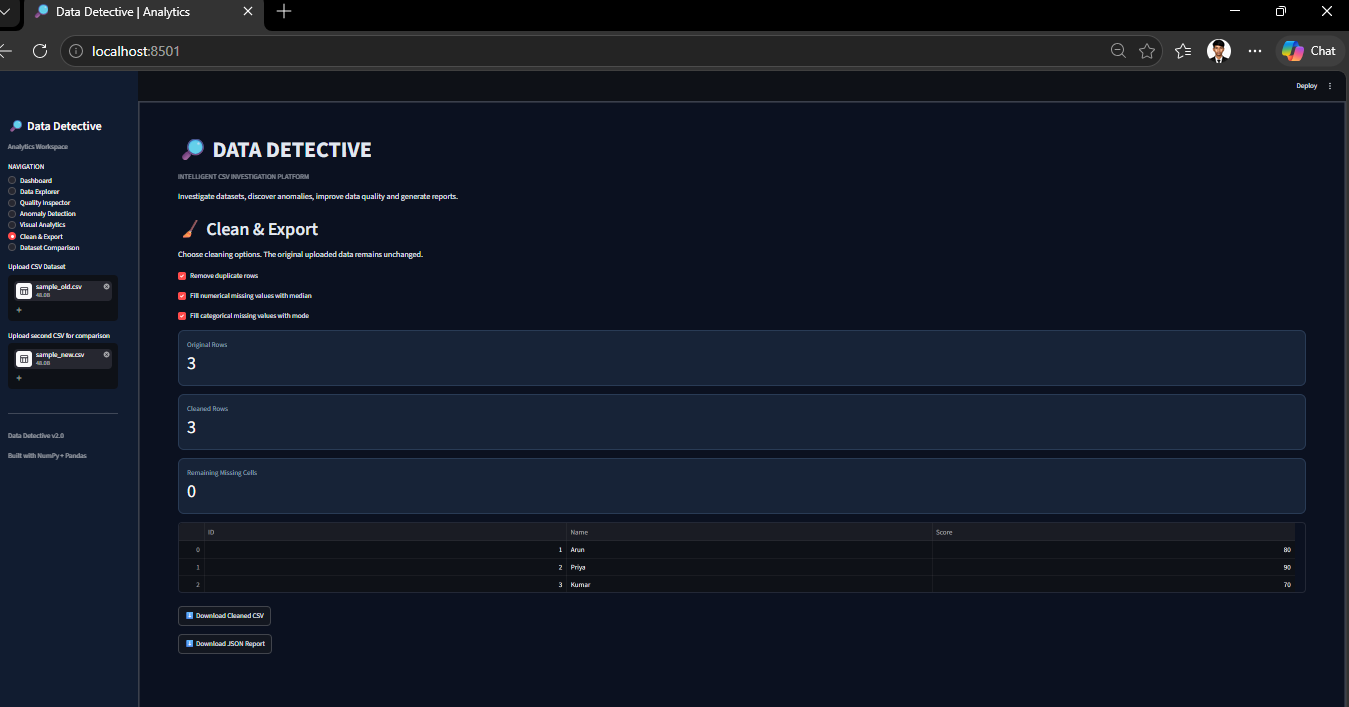 Data Detective | Analytics
localhost:8501
Chat
Deploy
Data Detective
Analytics Workspace
NAVIGATION
Dashboard
Data Explorer
Quality Inspector
Anomaly Detection
Visual Analytics
Clean & Export
Dataset Comparison
Upload CSV Dataset
sample_old.csv
48.0B
+
Upload second CSV for comparison
sample_new.csv
48.0B
+
Data Detective v2.0
Built with NumPy + Pandas
DATA DETECTIVE
INTELLIGENT CSV INVESTIGATION PLATFORM
Investigate datasets, discover anomalies, improve data quality and generate reports.
Clean & Export
Choose cleaning options. The original uploaded data remains unchanged.
Remove duplicate rows
Fill numerical missing values with median
Fill categorical missing values with mode
Original Rows
3
Cleaned Rows
3
Remaining Missing Cells
0
ID Name Score
0 1 Arun 80
1 2 Priya 90
2 3 Kumar 70
Download Cleaned CSV
Download JSON Report